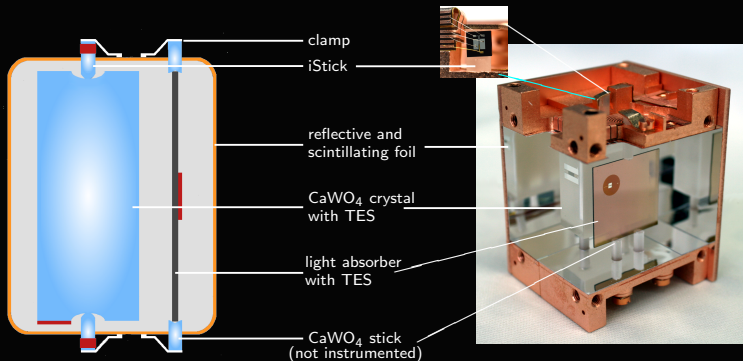 clamp
iStick
reflective and
scintillating foil
CaWO₄ crystal
with TES
light absorber
with TES
CaWO₄ stick
(not instrumented)